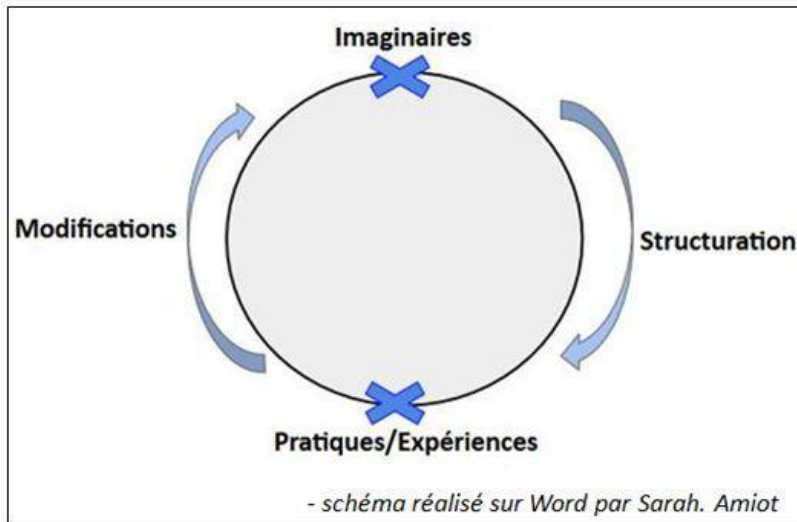 Imaginaires
Modifications
Structuration
Pratiques/Expériences
- schéma réalisé sur Word par Sarah. Amiot